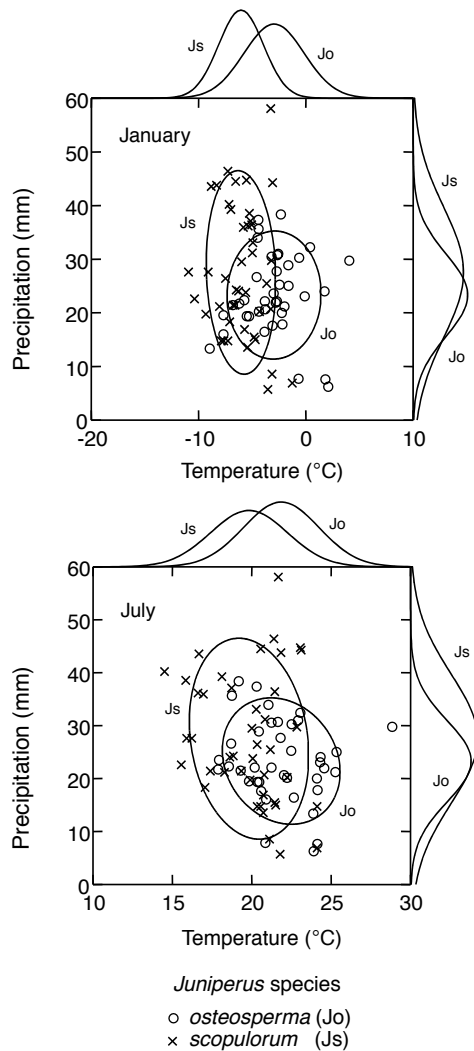 Js
Jo
60
January
50
Js
40
Js
30
Precipitation (mm)
20
Jo
Jo
10
0
-20
-10
0
10
Temperature (°C)
Js
Jo
60
July
50
Js
40
Js
30
Precipitation (mm)
20
Jo
Jo
10
0
10
15
20
25
30
Temperature (°C)
Juniperus species
osteosperma (Jo)
scopulorum (Js)